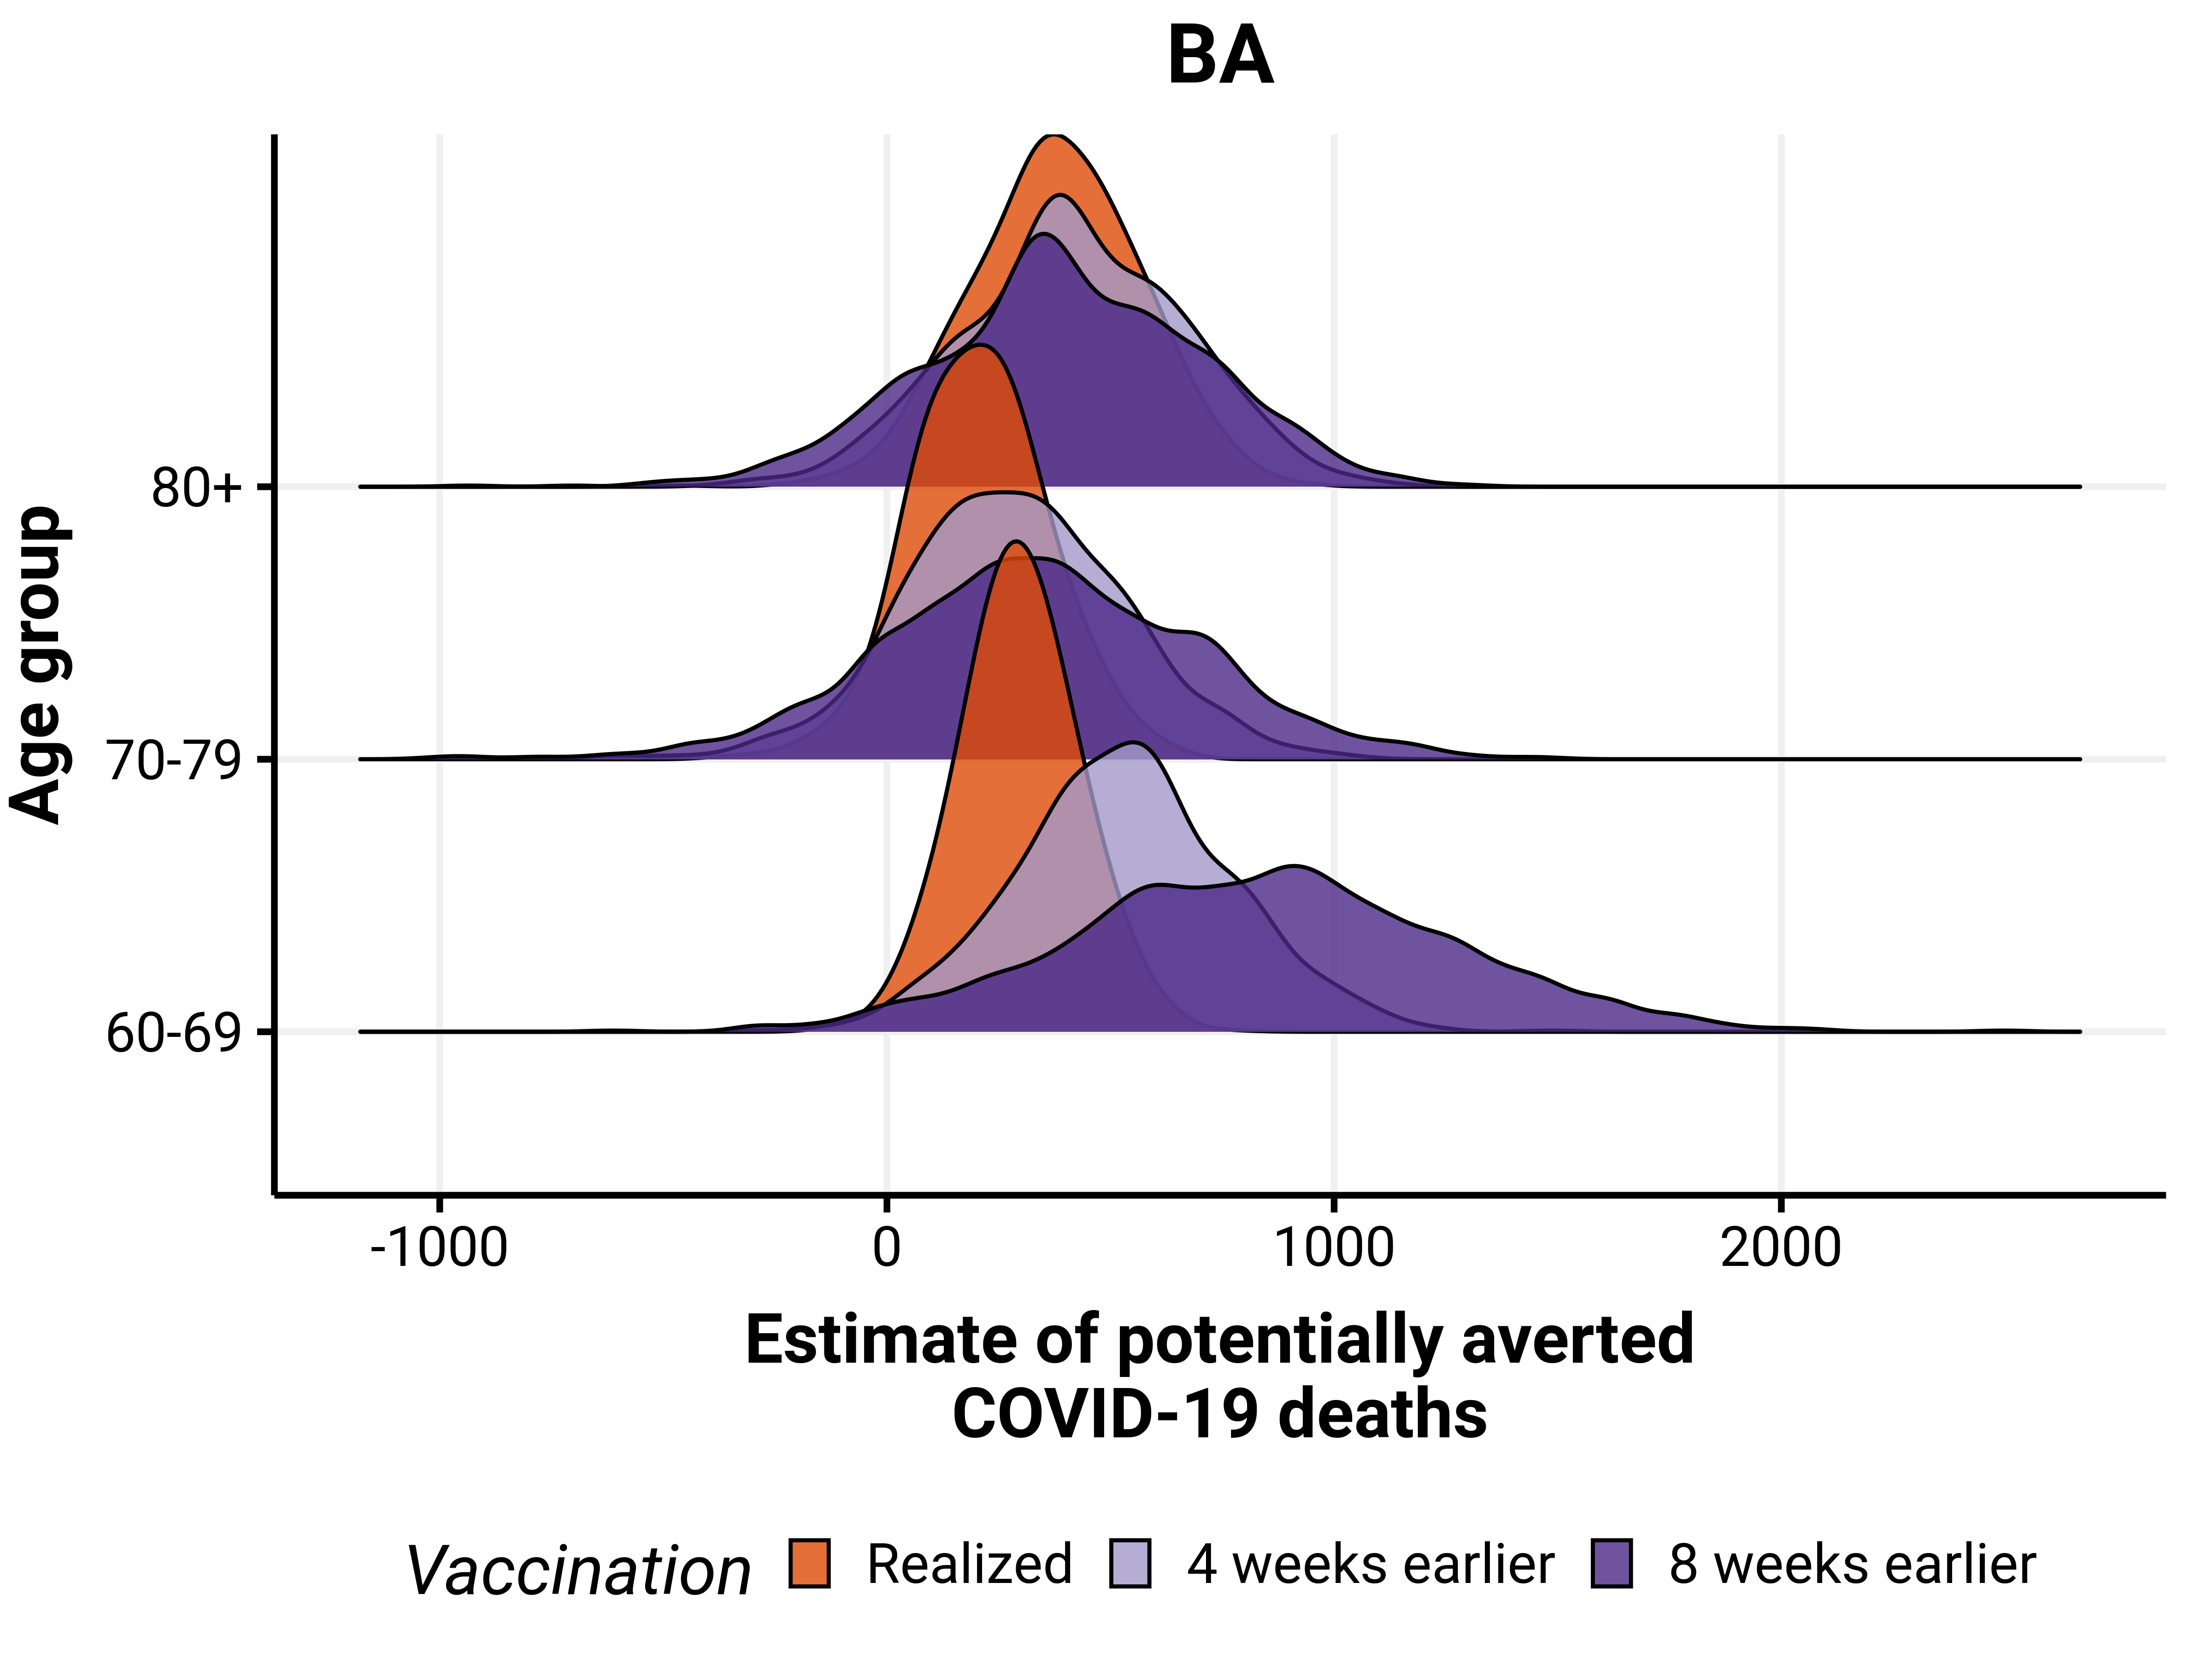 BA
Age group
80+
70-79
60-69
-1000 0 1000 2000
Estimate of potentially averted
COVID-19 deaths
Vaccination Realized 4 weeks earlier 8 weeks earlier